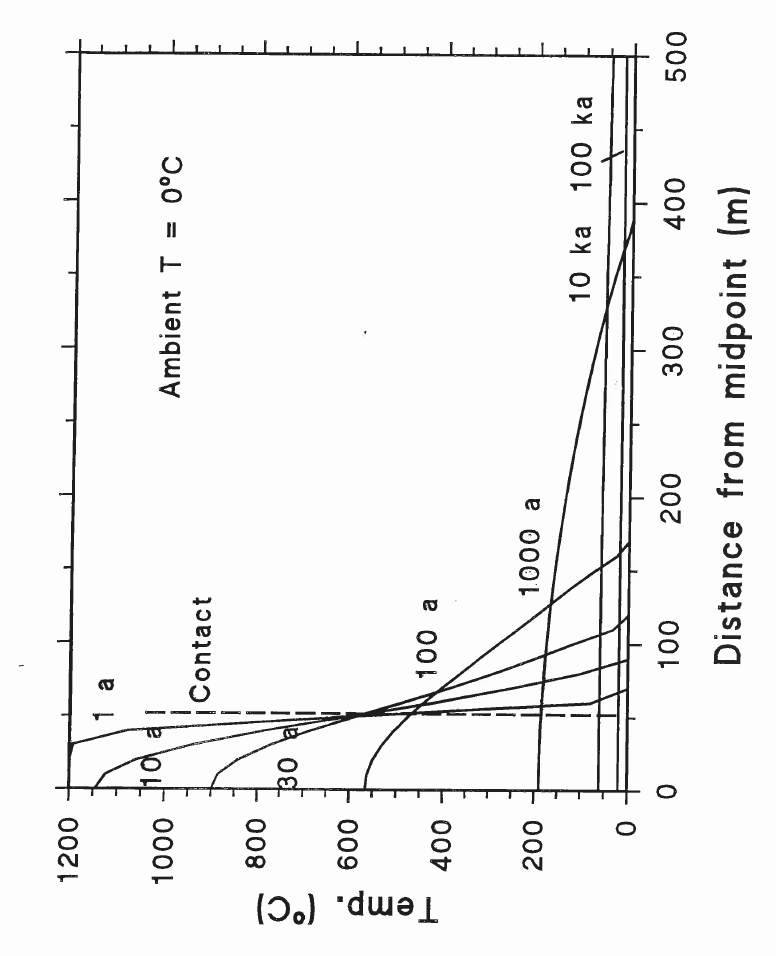 Temp. (°C)
1200
1000
800
600
400
200
0
0
100
200
300
400
500
Distance from midpoint (m)
Ambient T = 0°C
Contact
1 a
10 a
30 a
100 a
1000 a
10 ka
100 ka